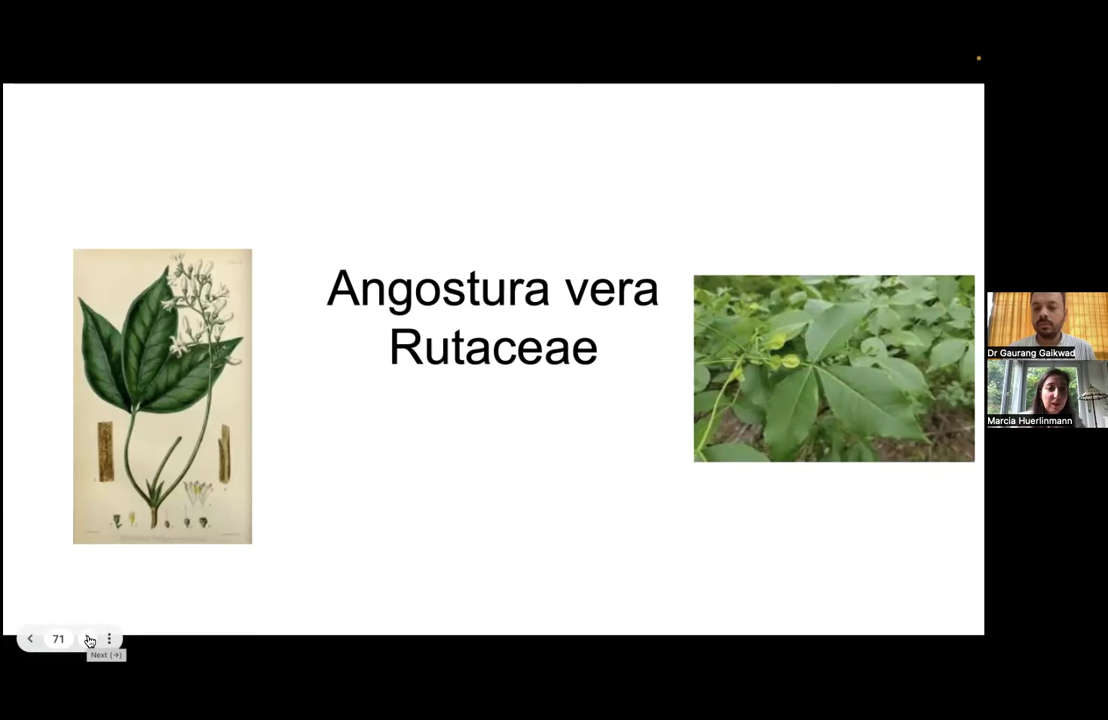 Angostura vera
Rutaceae
Dr Gaurang Gaikwad
Marcia Huerlinmann
71
Next (→)